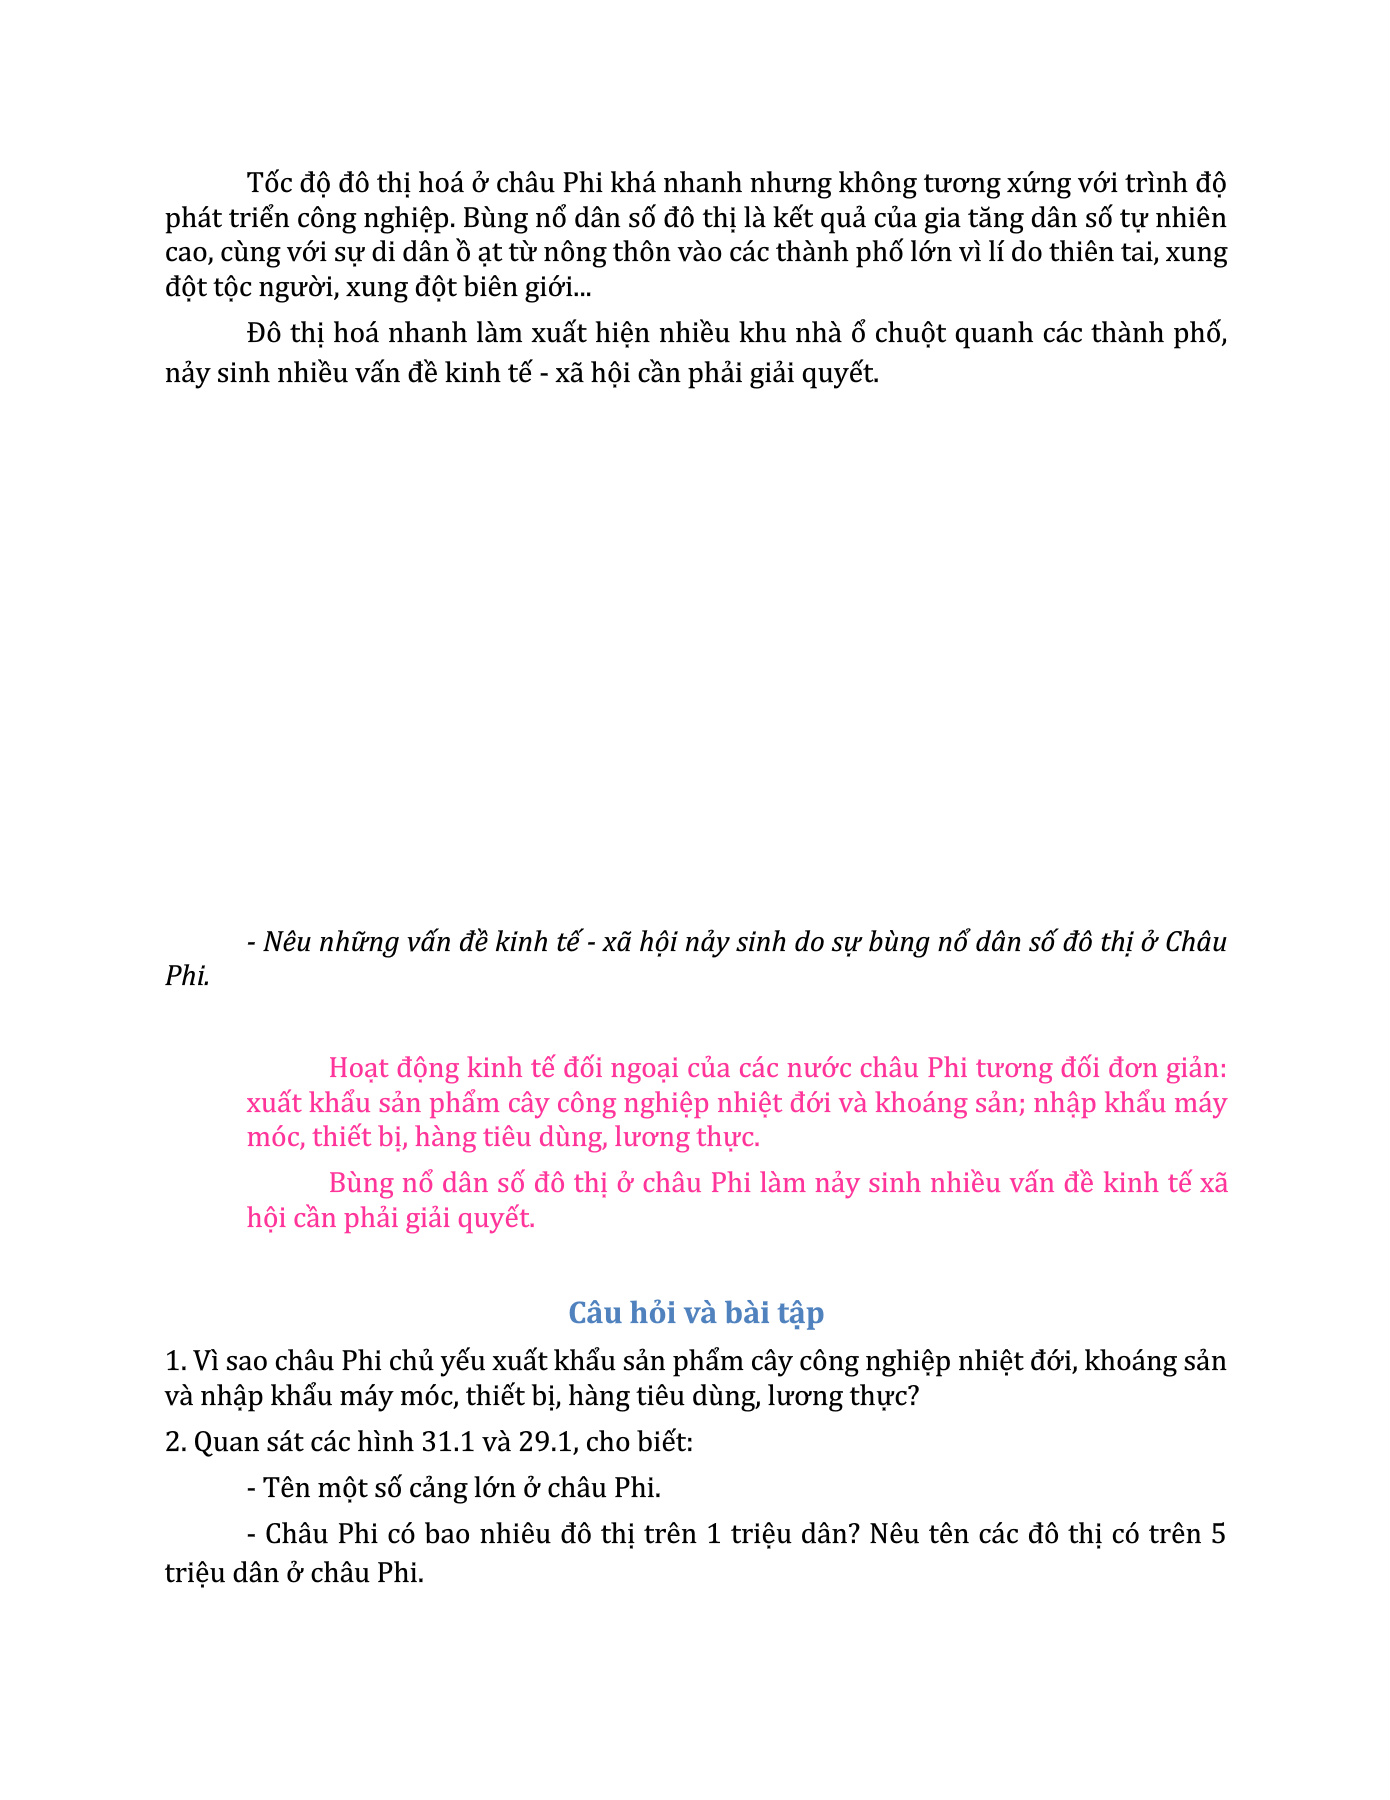 Tốc độ đô thị hoá ở châu Phi khá nhanh nhưng không tương xứng với trình độ
phát triển công nghiệp. Bùng nổ dân số đô thị là kết quả của gia tăng dân số tự nhiên
cao, cùng với sự di dân ồ ạt từ nông thôn vào các thành phố lớn vì lí do thiên tai, xung
đột tộc người, xung đột biên giới...
Đô thị hoá nhanh làm xuất hiện nhiều khu nhà ổ chuột quanh các thành phố,
nảy sinh nhiều vấn đề kinh tế - xã hội cần phải giải quyết.
- Nêu những vấn đề kinh tế - xã hội nảy sinh do sự bùng nổ dân số đô thị ở Châu
Phi.
Hoạt động kinh tế đối ngoại của các nước châu Phi tương đối đơn giản:
xuất khẩu sản phẩm cây công nghiệp nhiệt đới và khoáng sản; nhập khẩu máy
móc, thiết bị, hàng tiêu dùng, lương thực.
Bùng nổ dân số đô thị ở châu Phi làm nảy sinh nhiều vấn đề kinh tế xã
hội cần phải giải quyết.
Câu hỏi và bài tập
1. Vì sao châu Phi chủ yếu xuất khẩu sản phẩm cây công nghiệp nhiệt đới, khoáng sản
và nhập khẩu máy móc, thiết bị, hàng tiêu dùng, lương thực?
2. Quan sát các hình 31.1 và 29.1, cho biết:
- Tên một số cảng lớn ở châu Phi.
- Châu Phi có bao nhiêu đô thị trên 1 triệu dân? Nêu tên các đô thị có trên 5
triệu dân ở châu Phi.